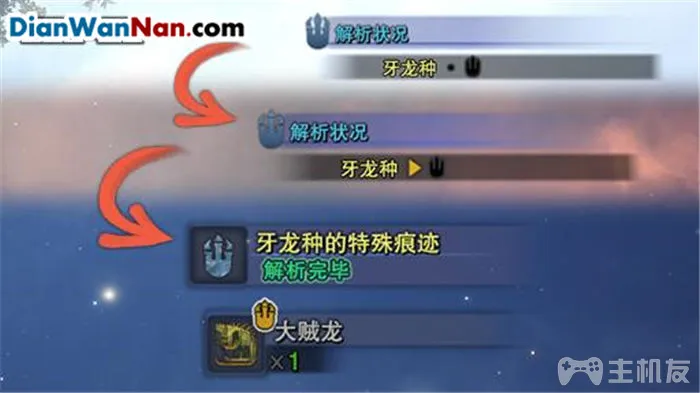 DianWanNan.com
解析状况
牙龙种・
解析状况
牙龙种
牙龙种的特殊痕迹
解析完毕
大贼龙
×1
主机友